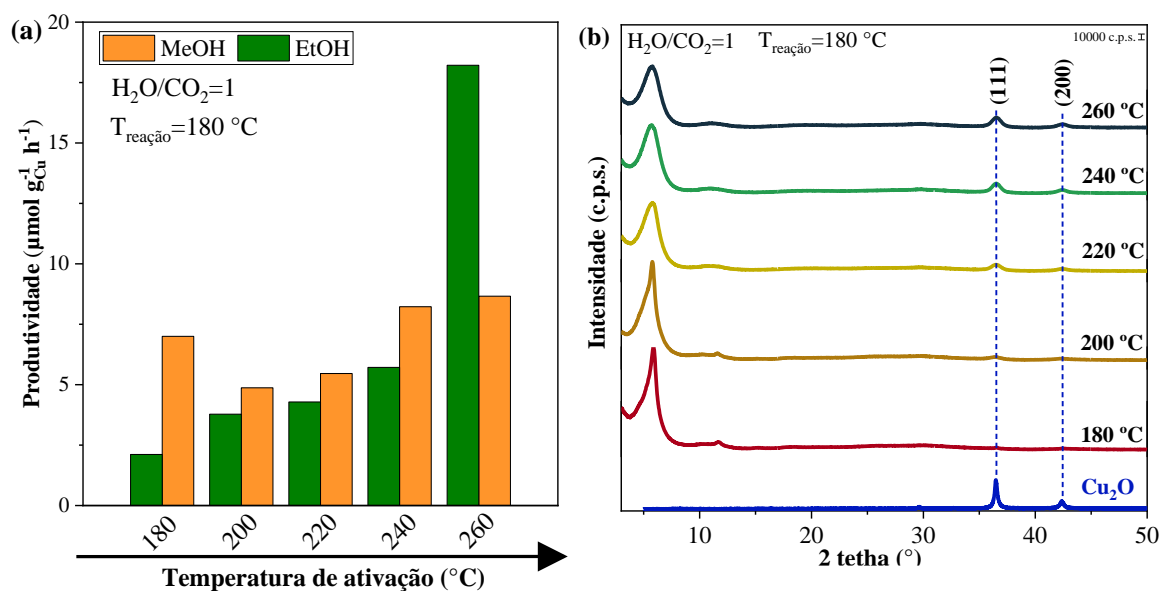 (a)
MeOH EtOH
H₂O/CO₂=1
Treação=180 °C
Produtividade (µmol g⁻¹Cu h⁻¹)
20
15
10
5
0
180 200 220 240 260
Temperatura de ativação (°C)
(b)
H₂O/CO₂=1 Treação=180 °C
10000 c.p.s.
(111) (200)
260 ºC
240 ºC
220 ºC
200 ºC
180 ºC
Cu₂O
Intensidade (c.p.s.)
10 20 30 40 50
2 tetha (°)